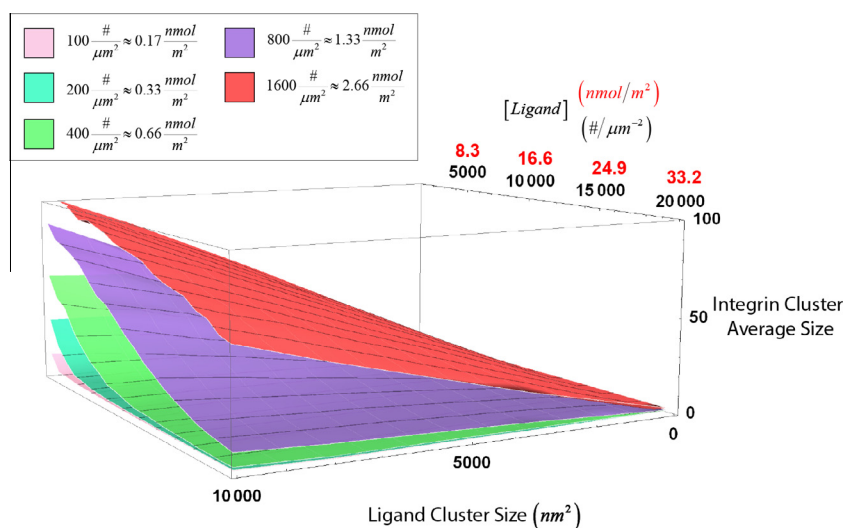 100 #/μm² ≈ 0.17 nmol/m²
800 #/μm² ≈ 1.33 nmol/m²
200 #/μm² ≈ 0.33 nmol/m²
1600 #/μm² ≈ 2.66 nmol/m²
400 #/μm² ≈ 0.66 nmol/m²
[Ligand] (nmol/m²)
(#/μm⁻²)
8.3 16.6 24.9 33.2
5000 10 000 15 000 20 000
100
50
0
Integrin Cluster
Average Size
0
5000
10 000
Ligand Cluster Size (nm²)